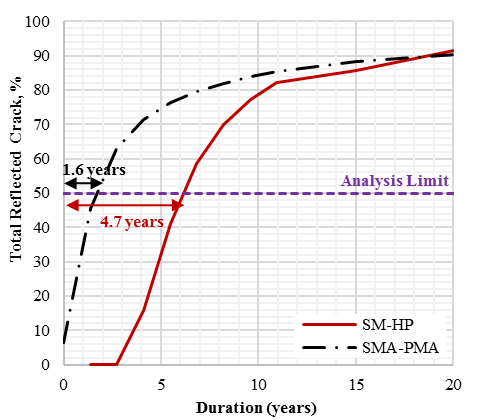 100
90
80
70
60
50
40
30
20
10
0
Total Reflected Crack, %
1.6 years
Analysis Limit
4.7 years
SM-HP
SMA-PMA
0 5 10 15 20
Duration (years)